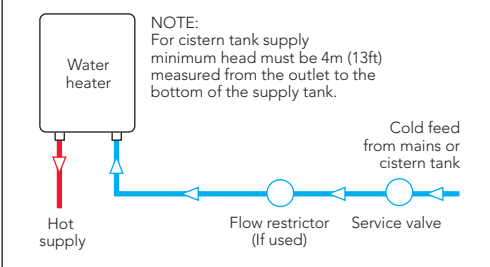 NOTE:
For cistern tank supply
minimum head must be 4m (13ft)
measured from the outlet to the
bottom of the supply tank.
Water
heater
Cold feed
from mains or
cistern tank
Hot
supply
Flow restrictor
(If used)
Service valve